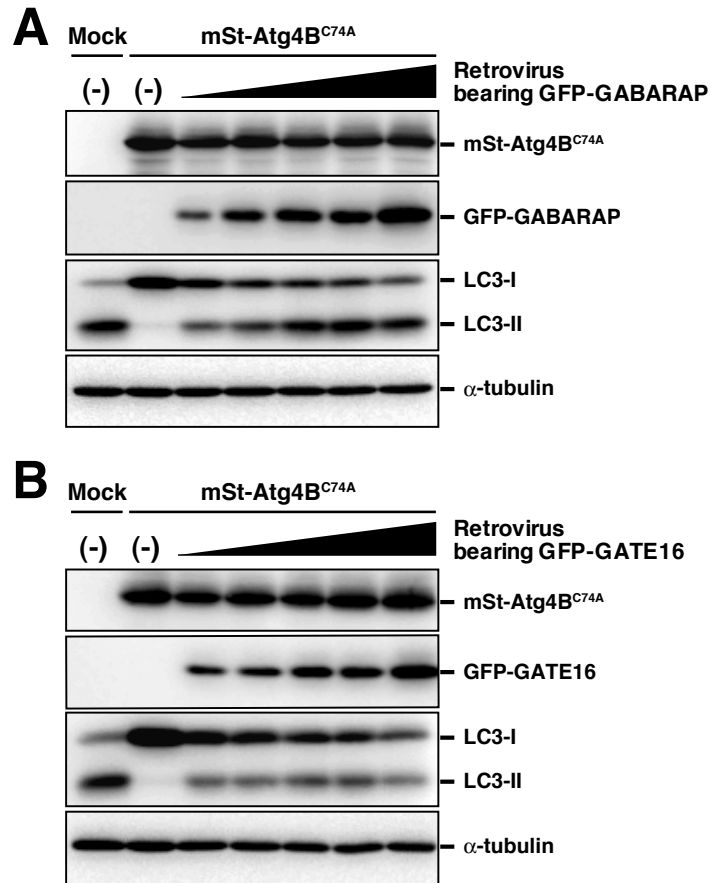 A
Mock mSt-Atg4B^C74A
(-) (-) Retrovirus
bearing GFP-GABARAP
mSt-Atg4B^C74A
GFP-GABARAP
LC3-I
LC3-II
α-tubulin
B
Mock mSt-Atg4B^C74A
(-) (-) Retrovirus
bearing GFP-GATE16
mSt-Atg4B^C74A
GFP-GATE16
LC3-I
LC3-II
α-tubulin